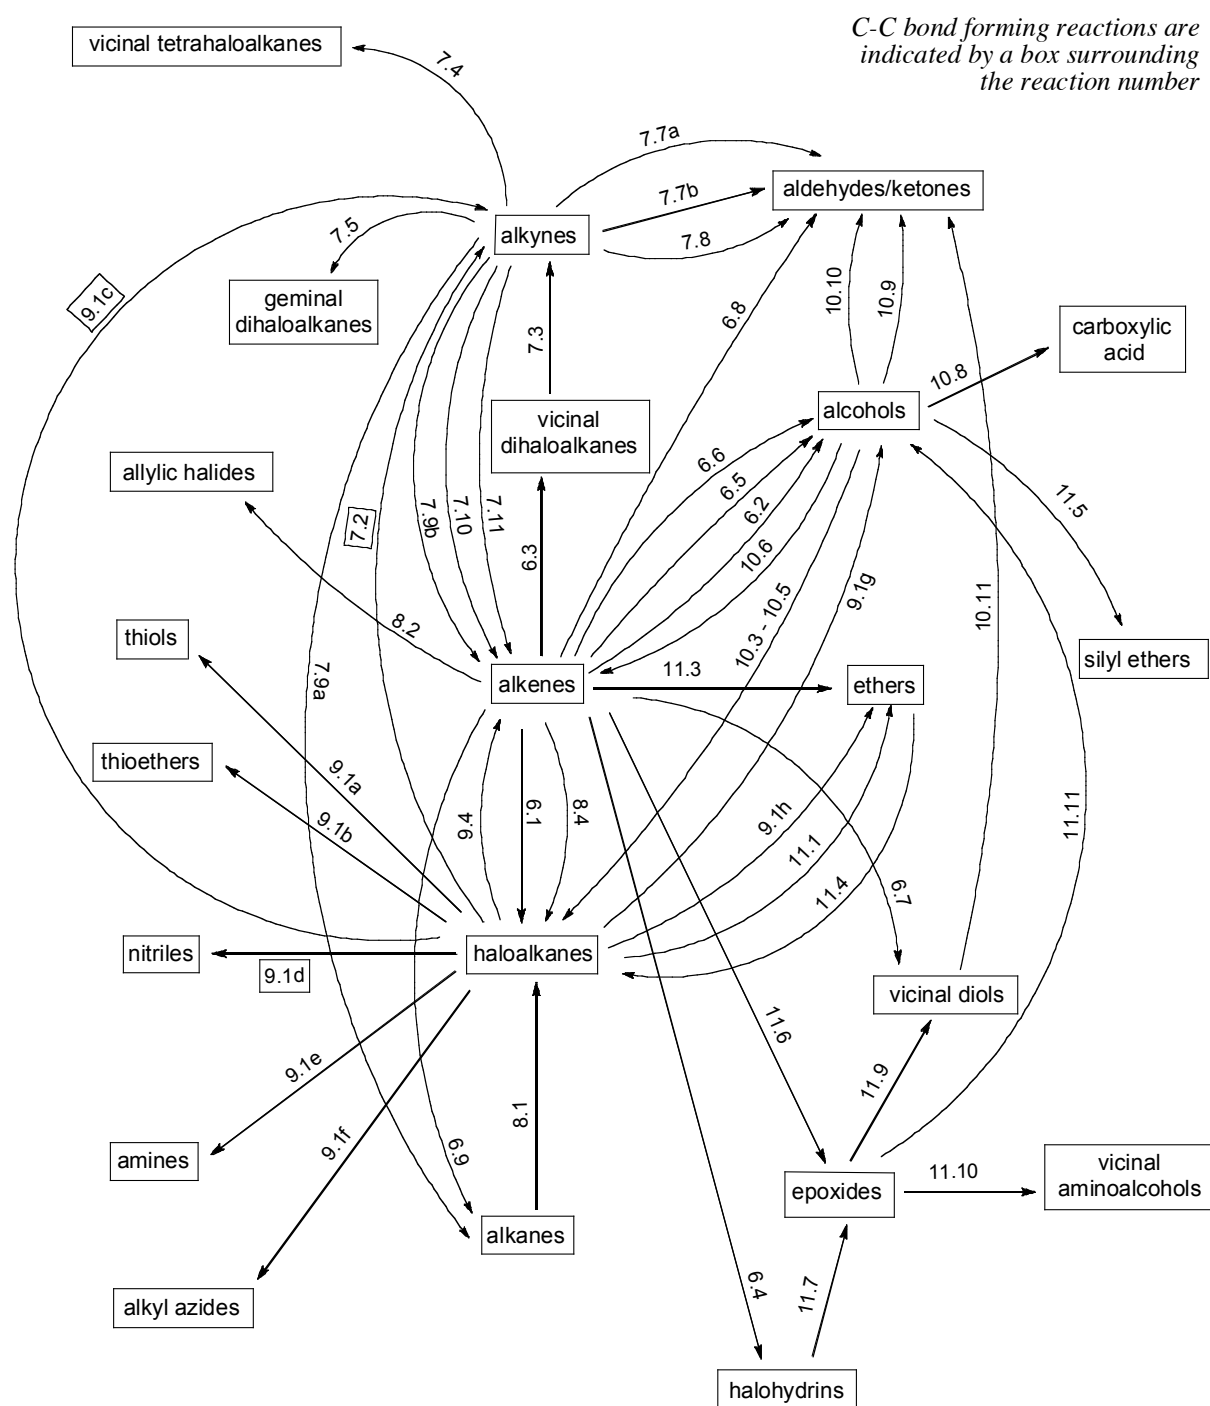 C-C bond forming reactions are
indicated by a box surrounding
the reaction number
vicinal tetrahaloalkanes
7.4
7.7a
aldehydes/ketones
7.7b
7.5
alkynes
7.8
9.1c
geminal
dihaloalkanes
10.10
10.9
6.8
7.3
carboxylic
acid
10.8
vicinal
dihaloalkanes
alcohols
allylic halides
6.6
6.5
6.2
11.5
7.2
7.9b
7.10
7.11
6.3
10.6
9.1g
10.3 - 10.5
10.11
8.2
thiols
7.9a
alkenes
11.3
ethers
silyl ethers
thioethers
9.1a
9.1b
9.4
6.1
8.4
9.1h
11.1
11.4
11.11
6.7
nitriles
9.1d
haloalkanes
vicinal diols
11.6
9.1e
8.1
11.9
9.1f
6.9
amines
epoxides
11.10
vicinal
aminoalcohols
alkanes
alkyl azides
6.4
11.7
halohydrins